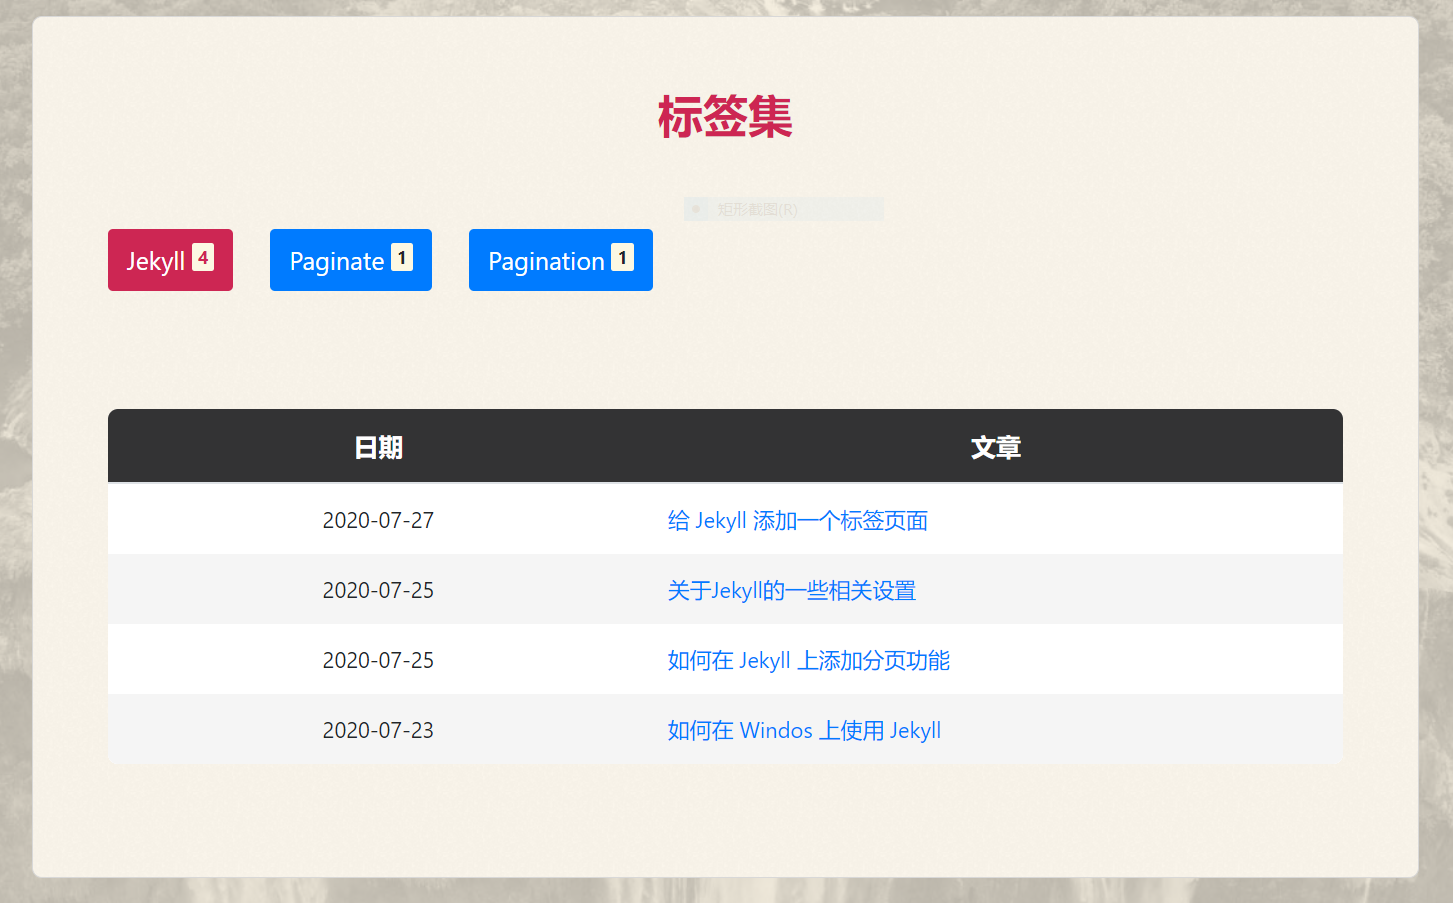 标签集
矩形截图(R)
Jekyll 4 Paginate 1 Pagination 1
日期 文章
2020-07-27 给 Jekyll 添加一个标签页面
2020-07-25 关于Jekyll的一些相关设置
2020-07-25 如何在 Jekyll 上添加分页功能
2020-07-23 如何在 Windos 上使用 Jekyll